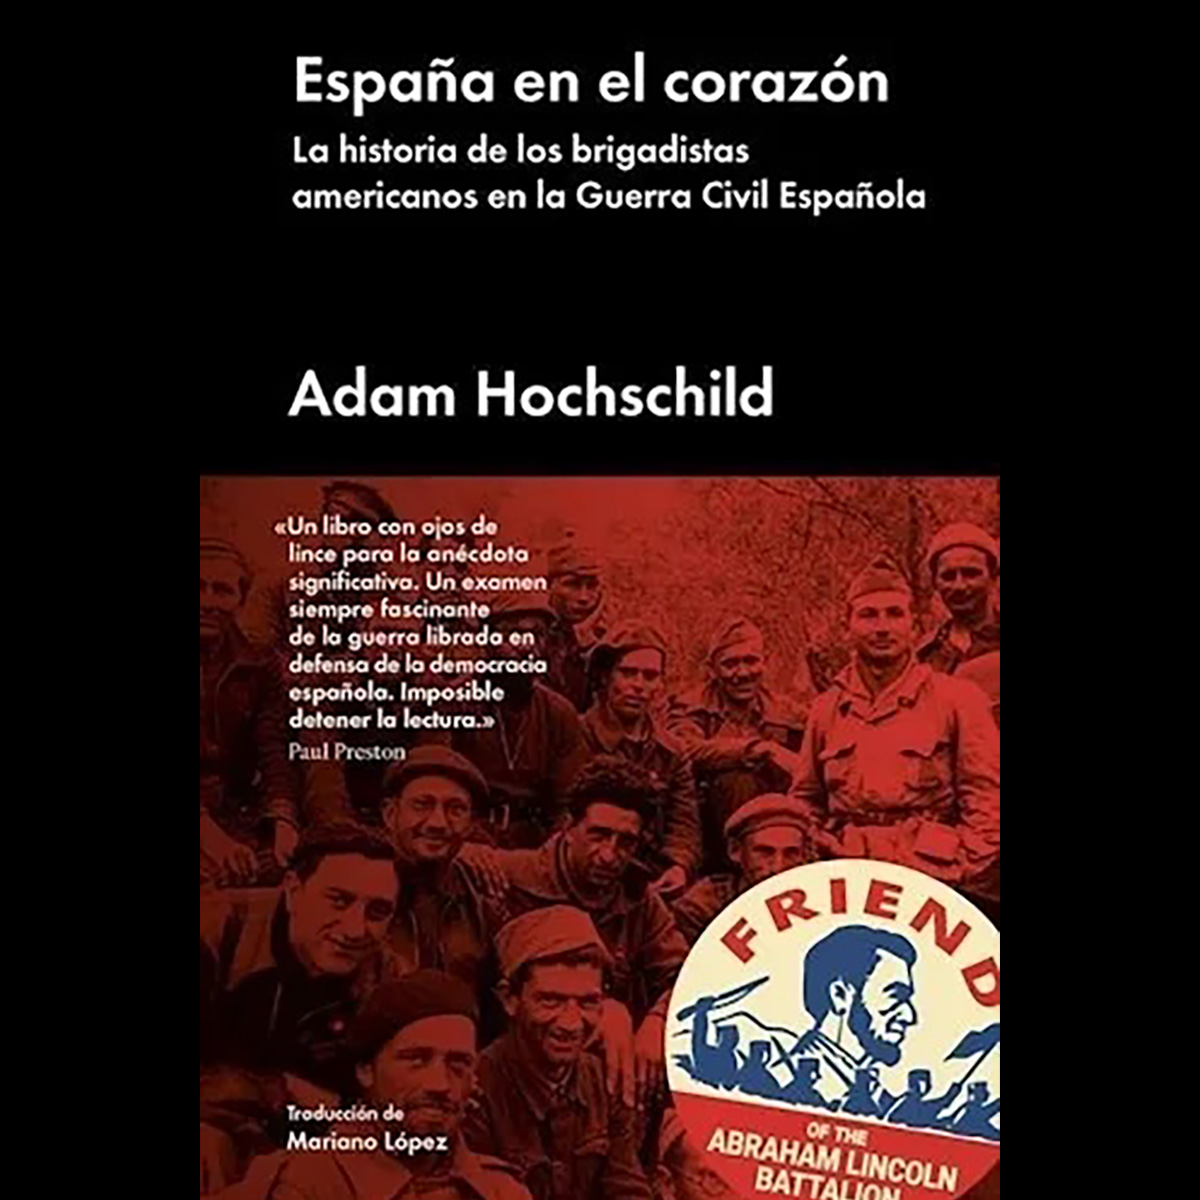 España en el corazón
La historia de los brigadistas
americanos en la Guerra Civil Española
Adam Hochschild
«Un libro con ojos de
lince para la anécdota
significativa. Un examen
siempre fascinante
de la guerra librada en
defensa de la democracia
española. Imposible
detener la lectura.»
Paul Preston
FRIEND
OF THE
ABRAHAM LINCOLN
BATTALION
Traducción de
Mariano López